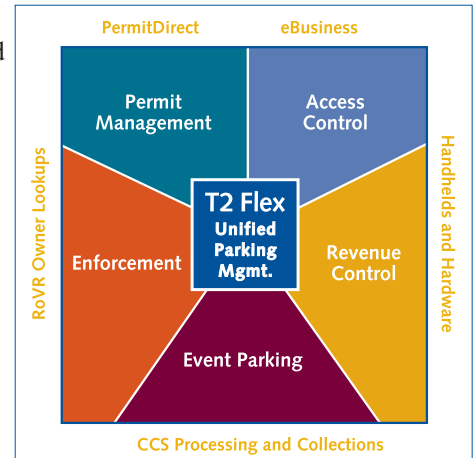 PermitDirect
eBusiness
d
Permit
Management
Access
Control
RoVR Owner Lookups
Handhelds and Hardware
T2 Flex
Unified
Parking
Mgmt.
Enforcement
Revenue
Control
Event Parking
CCS Processing and Collections